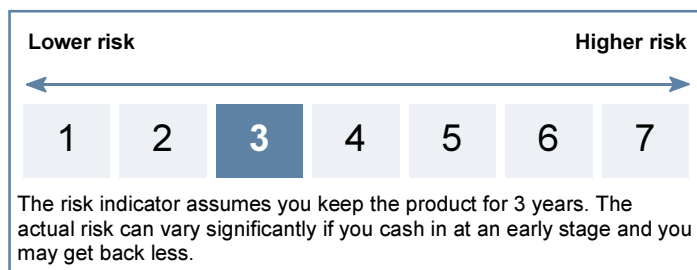 Lower risk Higher risk
1 2 3 4 5 6 7
The risk indicator assumes you keep the product for 3 years. The
actual risk can vary significantly if you cash in at an early stage and you
may get back less.